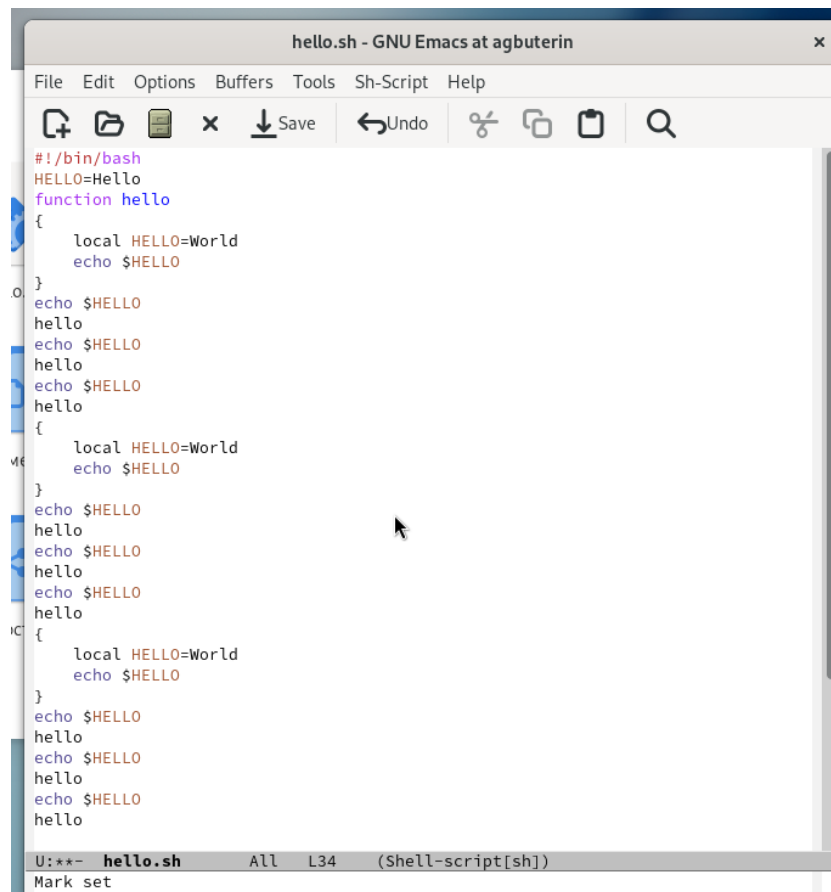 hello.sh - GNU Emacs at agbuterin ×
File Edit Options Buffers Tools Sh-Script Help
Save Undo
#!/bin/bash
HELLO=Hello
function hello
{
    local HELLO=World
    echo $HELLO
}
echo $HELLO
hello
echo $HELLO
hello
echo $HELLO
hello
{
    local HELLO=World
    echo $HELLO
}
echo $HELLO
hello
echo $HELLO
hello
echo $HELLO
hello
{
    local HELLO=World
    echo $HELLO
}
echo $HELLO
hello
echo $HELLO
hello
echo $HELLO
hello
U:**- hello.sh All L34 (Shell-script[sh])
Mark set